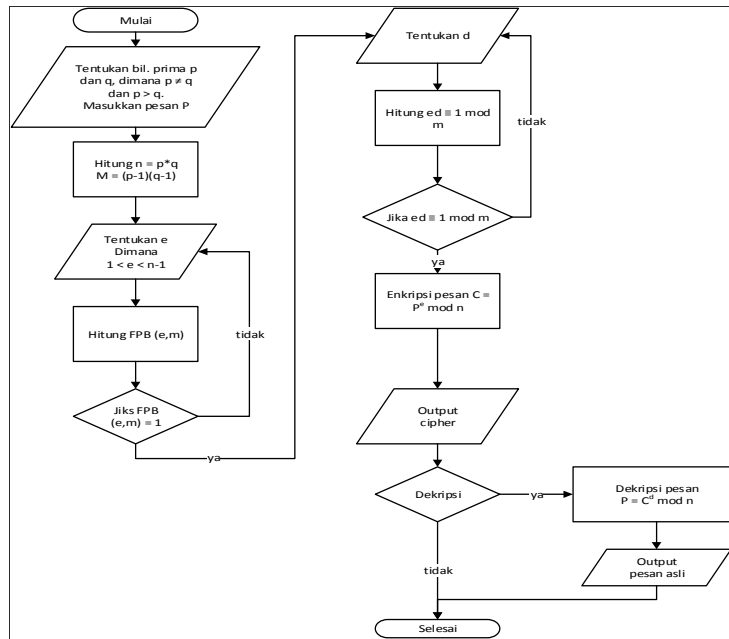 Mulai
Tentukan bil. prima p
dan q, dimana p ≠ q
dan p > q.
Masukkan pesan P
Hitung n = p*q
M = (p-1)(q-1)
Tentukan e
Dimana
1 < e < n-1
Hitung FPB (e,m)
tidak
Jiks FPB
(e,m) = 1
ya
Tentukan d
Hitung ed ≡ 1 mod
m
tidak
Jika ed ≡ 1 mod m
ya
Enkripsi pesan C =
Pᵉ mod n
Output
cipher
Dekripsi
ya
Dekripsi pesan
P = Cᵈ mod n
Output
pesan asli
tidak
Selesai